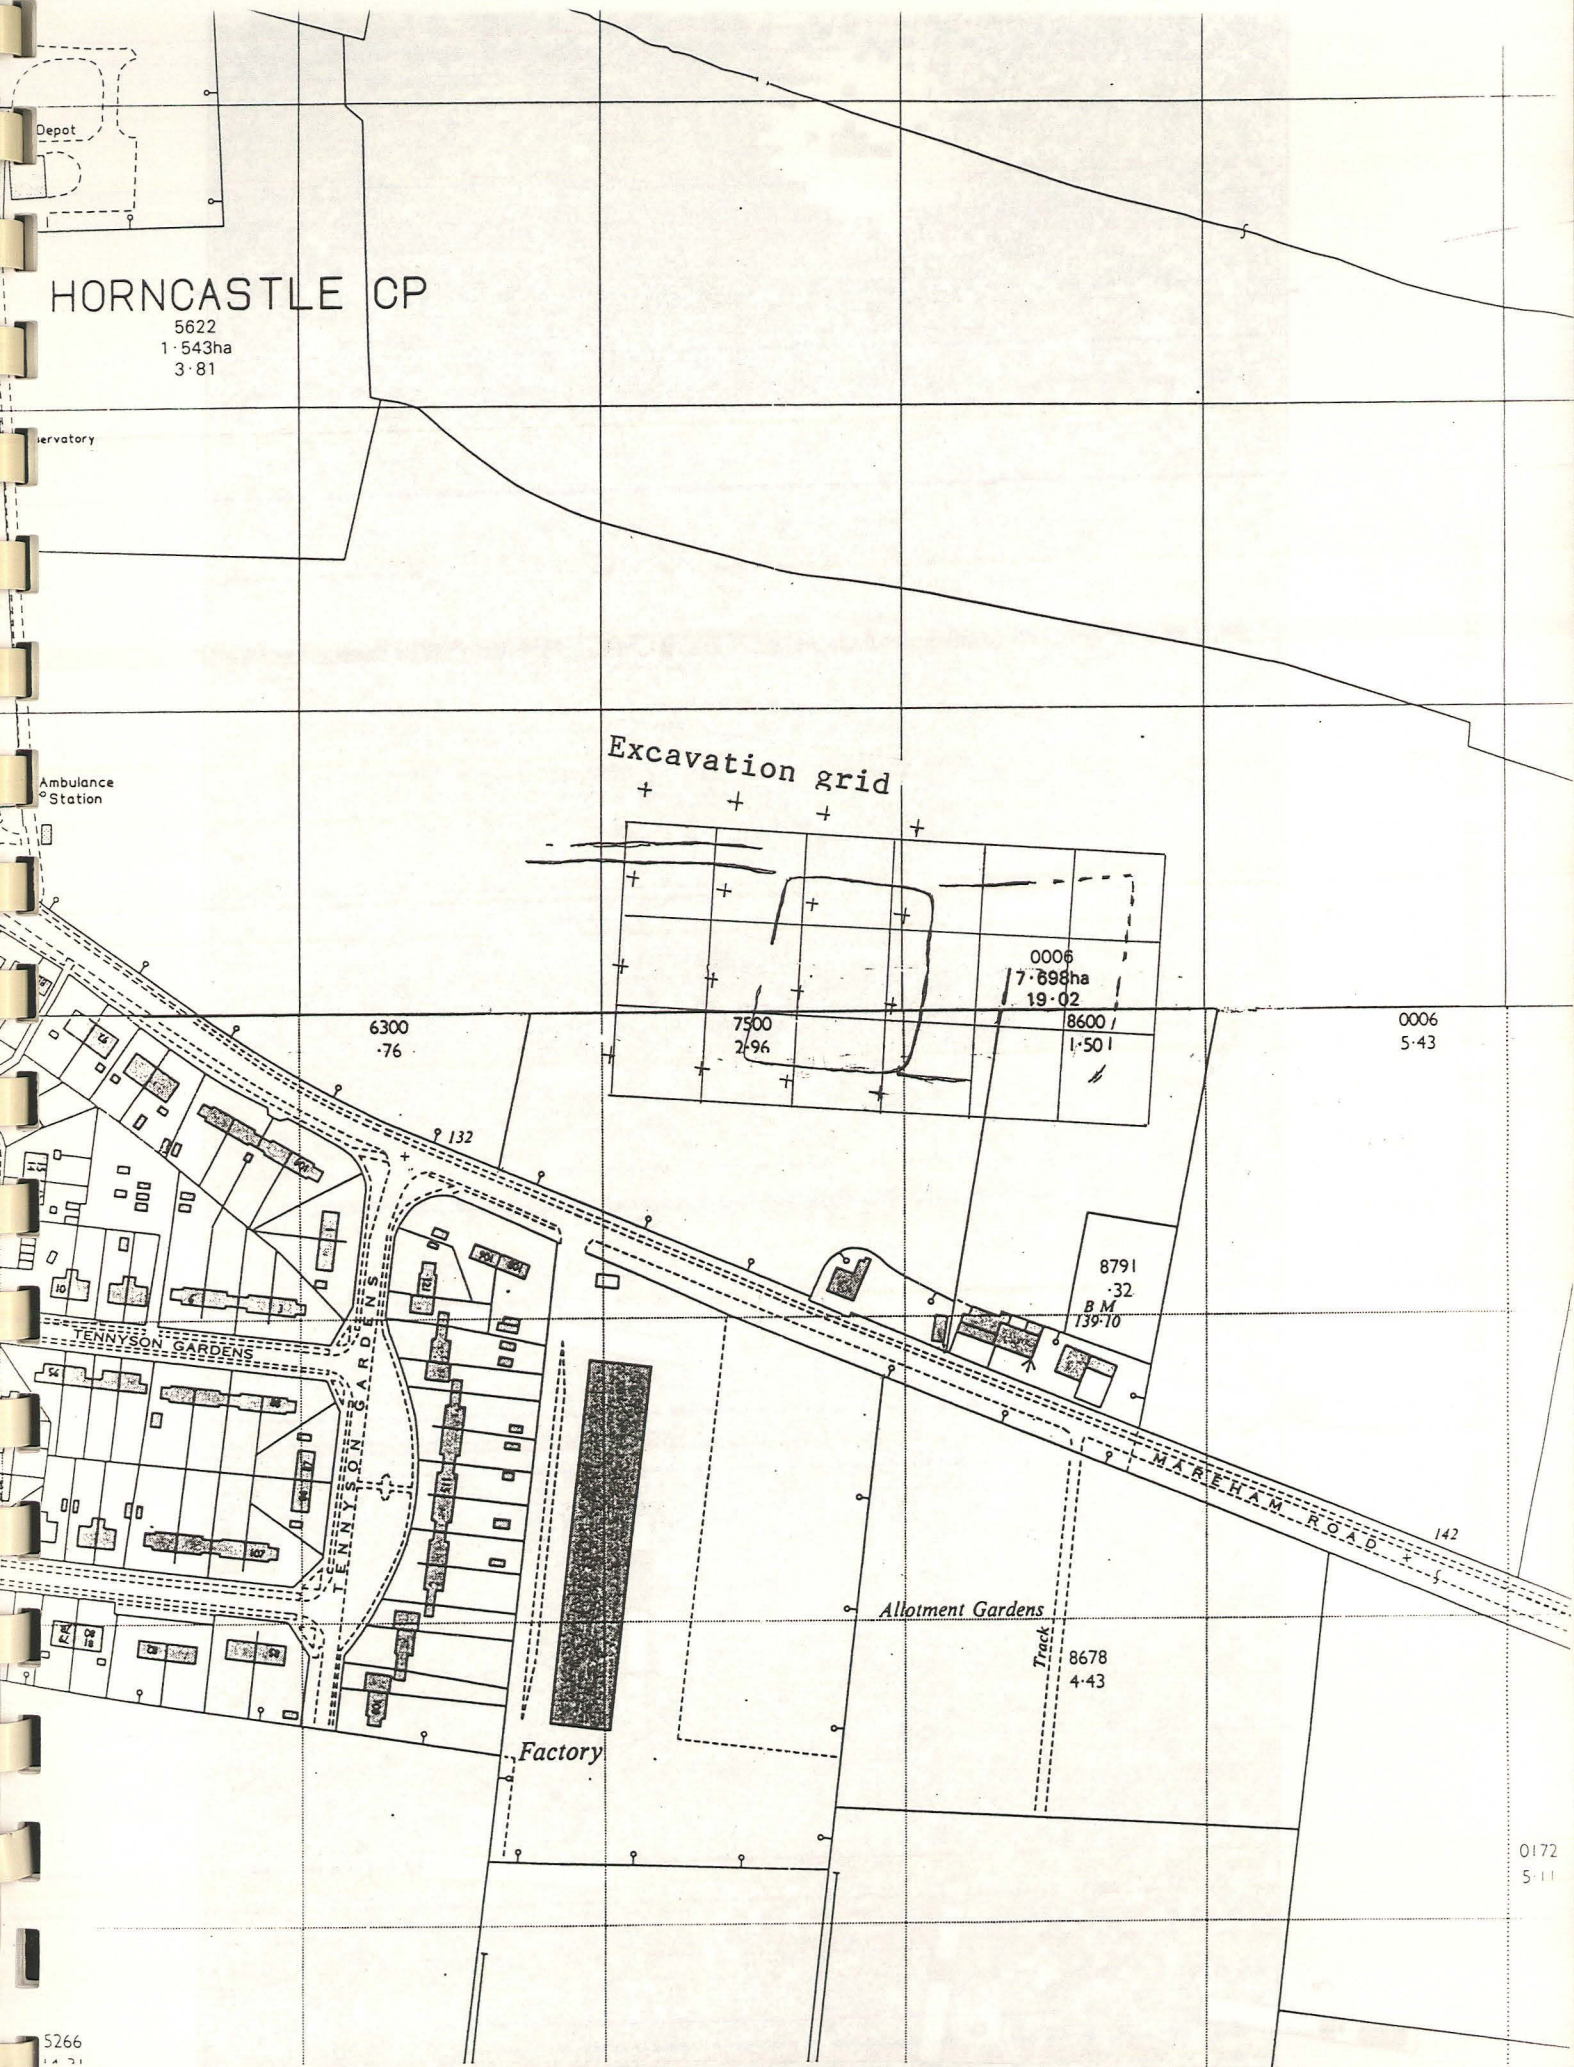 Depot
HORNCASTLE CP
5622
1·543ha
3·81
ervatory
Ambulance
Station
Excavation grid
0006
7·698ha
19·02
6300
·76
7500
2·96
8600
1·501
0006
5·43
132
8791
·32
B M
139·10
TENNYSON GARDENS
TENNYSON GARDENS
MAREHAM ROAD
142
Allotment Gardens
Track
8678
4·43
Factory
0172
5·11
5266